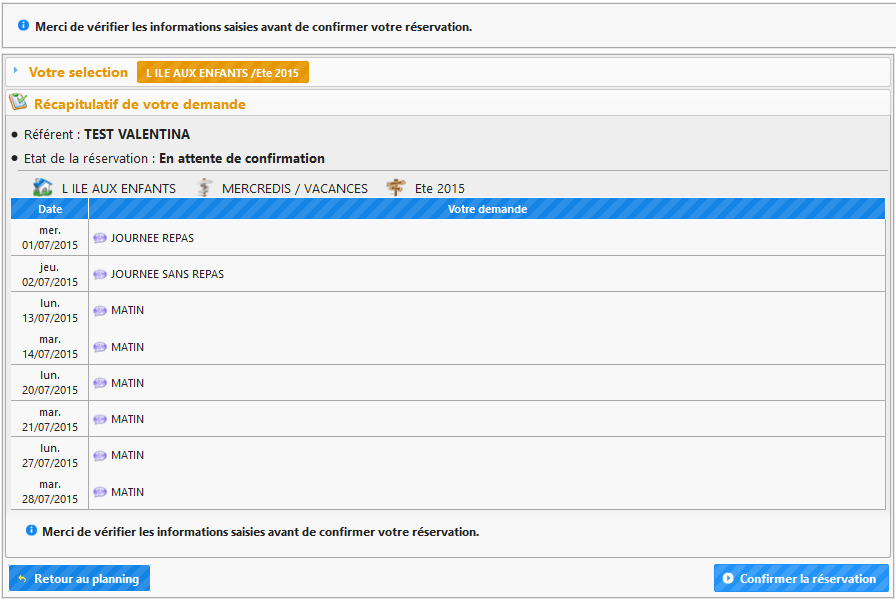 Merci de vérifier les informations saisies avant de confirmer votre réservation.
Votre selection L ILE AUX ENFANTS /Ete 2015
Récapitulatif de votre demande
• Référent : TEST VALENTINA
• Etat de la réservation : En attente de confirmation
L ILE AUX ENFANTS MERCREDIS / VACANCES Ete 2015
Date Votre demande
mer.
01/07/2015 JOURNEE REPAS
jeu.
02/07/2015 JOURNEE SANS REPAS
lun.
13/07/2015 MATIN
mar.
14/07/2015 MATIN
lun.
20/07/2015 MATIN
mar.
21/07/2015 MATIN
lun.
27/07/2015 MATIN
mar.
28/07/2015 MATIN
Merci de vérifier les informations saisies avant de confirmer votre réservation.
Retour au planning Confirmer la réservation